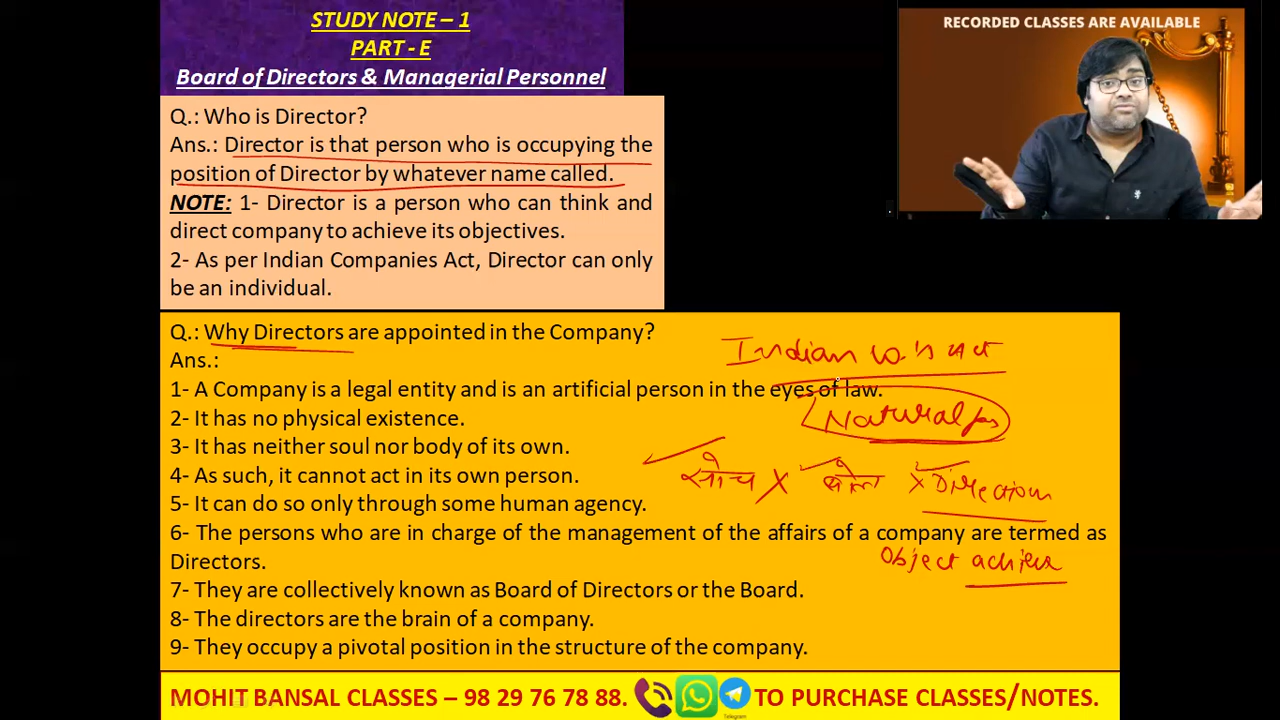 STUDY NOTE – 1
PART - E
Board of Directors & Managerial Personnel
RECORDED CLASSES ARE AVAILABLE
Q.: Who is Director?
Ans.: Director is that person who is occupying the
position of Director by whatever name called.
NOTE: 1- Director is a person who can think and
direct company to achieve its objectives.
2- As per Indian Companies Act, Director can only
be an individual.
Q.: Why Directors are appointed in the Company?
Ans.:
Indian co.'s act
1- A Company is a legal entity and is an artificial person in the eyes of law.
Natural
2- It has no physical existence.
3- It has neither soul nor body of its own.
4- As such, it cannot act in its own person.
सोच X बोल X Direction
5- It can do so only through some human agency.
6- The persons who are in charge of the management of the affairs of a company are termed as
Directors.
Object achieve
7- They are collectively known as Board of Directors or the Board.
8- The directors are the brain of a company.
9- They occupy a pivotal position in the structure of the company.
MOHIT BANSAL CLASSES – 98 29 76 78 88. TO PURCHASE CLASSES/NOTES.
Telegram